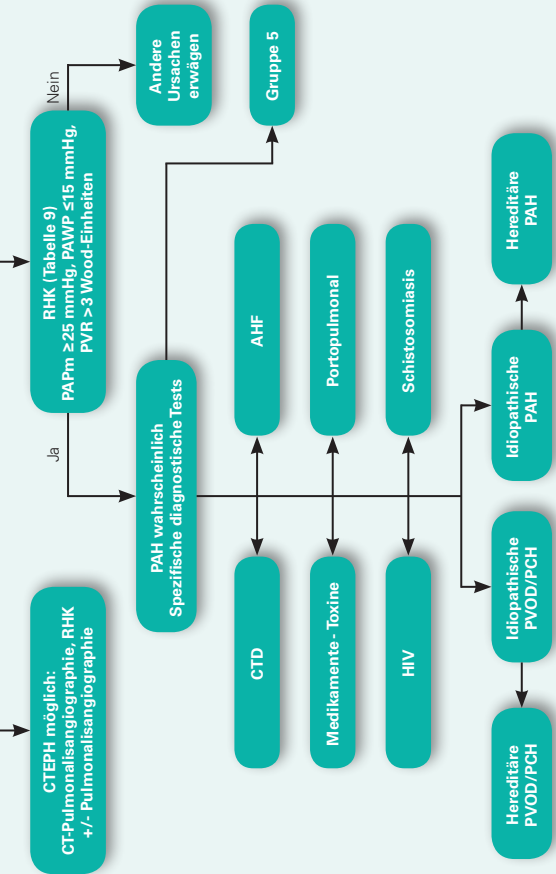 CTEPH möglich:
CT-Pulmonalisangiographie, RHK
+/- Pulmonalisangiographie
RHK (Tabelle 9)
PAPm ≥25 mmHg, PAWP ≤15 mmHg,
PVR >3 Wood-Einheiten
Ja
Nein
Andere
Ursachen
erwägen
PAH wahrscheinlich
Spezifische diagnostische Tests
Gruppe 5
CTD
AHF
Medikamente - Toxine
Portopulmonal
HIV
Schistosomiasis
Hereditäre
PVOD/PCH
Idiopathische
PVOD/PCH
Idiopathische
PAH
Hereditäre
PAH